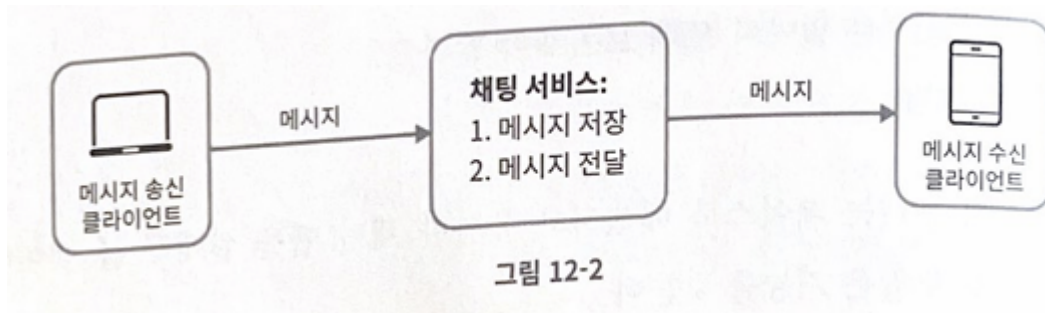 메시지 송신
클라이언트
메시지
채팅 서비스:
1. 메시지 저장
2. 메시지 전달
메시지
메시지 수신
클라이언트
그림 12-2